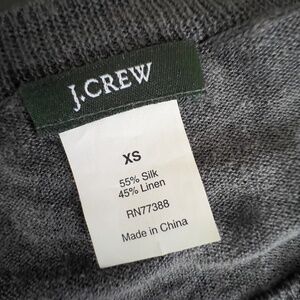 J.CREW
XS
55% Silk
45% Linen
RN77388
Made in China